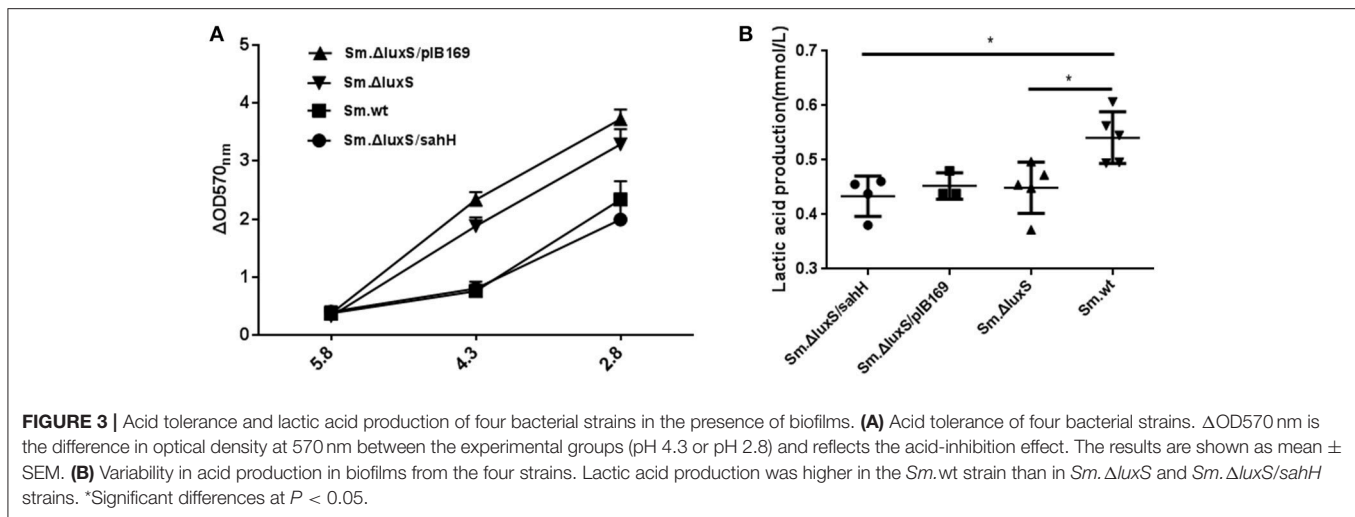 A
5
4
3
2
1
0
ΔOD570nm
Sm.ΔluxS/pIB169
Sm.ΔluxS
Sm.wt
Sm.ΔluxS/sahH
5.8
4.3
2.8
B
*
*
0.7
0.6
0.5
0.4
0.3
Lactic acid production(mmol/L)
Sm.ΔluxS/sahH
Sm.ΔluxS/pIB169
Sm.ΔluxS
Sm.wt
FIGURE 3 | Acid tolerance and lactic acid production of four bacterial strains in the presence of biofilms. (A) Acid tolerance of four bacterial strains. ΔOD570 nm is
the difference in optical density at 570 nm between the experimental groups (pH 4.3 or pH 2.8) and reflects the acid-inhibition effect. The results are shown as mean ±
SEM. (B) Variability in acid production in biofilms from the four strains. Lactic acid production was higher in the Sm.wt strain than in Sm.ΔluxS and Sm.ΔluxS/sahH
strains. *Significant differences at P < 0.05.